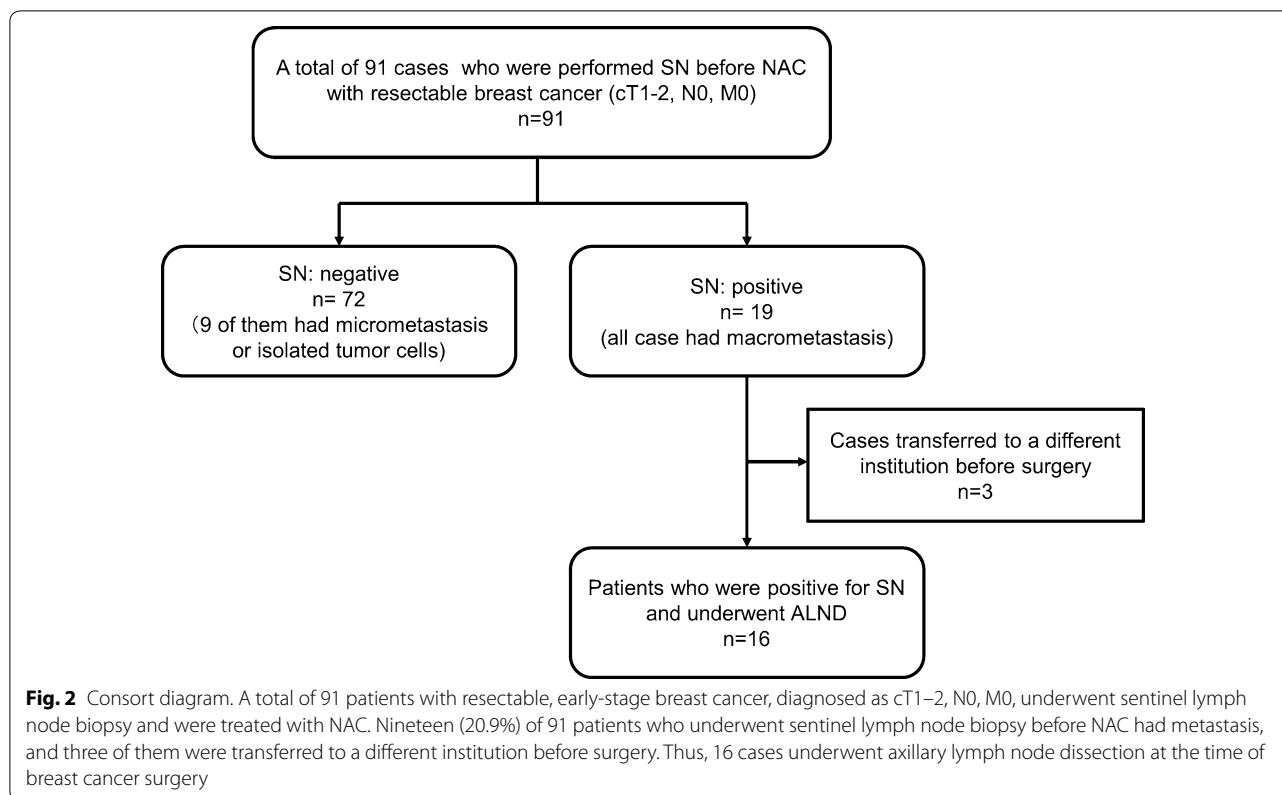 A total of 91 cases who were performed SN before NAC
with resectable breast cancer (cT1-2, N0, M0)
n=91
SN: negative
n= 72
(9 of them had micrometastasis
or isolated tumor cells)
SN: positive
n= 19
(all case had macrometastasis)
Cases transferred to a different
institution before surgery
n=3
Patients who were positive for SN
and underwent ALND
n=16
Fig. 2 Consort diagram. A total of 91 patients with resectable, early-stage breast cancer, diagnosed as cT1–2, N0, M0, underwent sentinel lymph
node biopsy and were treated with NAC. Nineteen (20.9%) of 91 patients who underwent sentinel lymph node biopsy before NAC had metastasis,
and three of them were transferred to a different institution before surgery. Thus, 16 cases underwent axillary lymph node dissection at the time of
breast cancer surgery